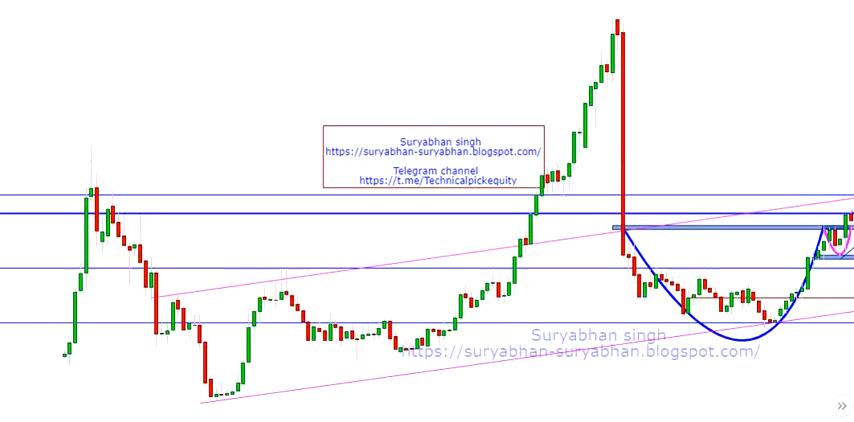 Suryabhan singh
https://suryabhan-suryabhan.blogspot.com/
Telegram channel
https://t.me/Technicalpickequity
Suryabhan singh
https://suryabhan-suryabhan.blogspot.com/